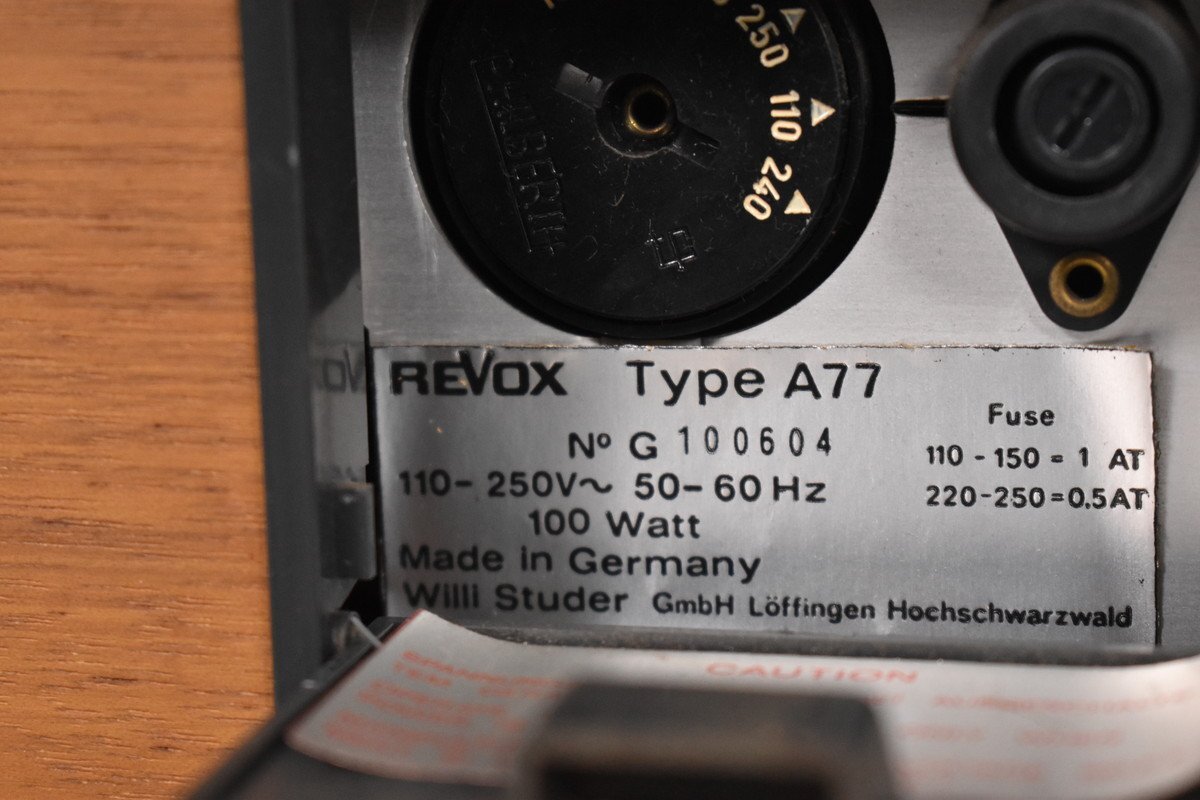 250
110
240
REVOX Type A77
Nº G 100604
110- 250V~ 50-60 Hz
100 Watt
Made in Germany
Willi Studer GmbH Löffingen Hochschwarzwald
Fuse
110 - 150 = 1 AT
220-250=0.5AT
CAUTION